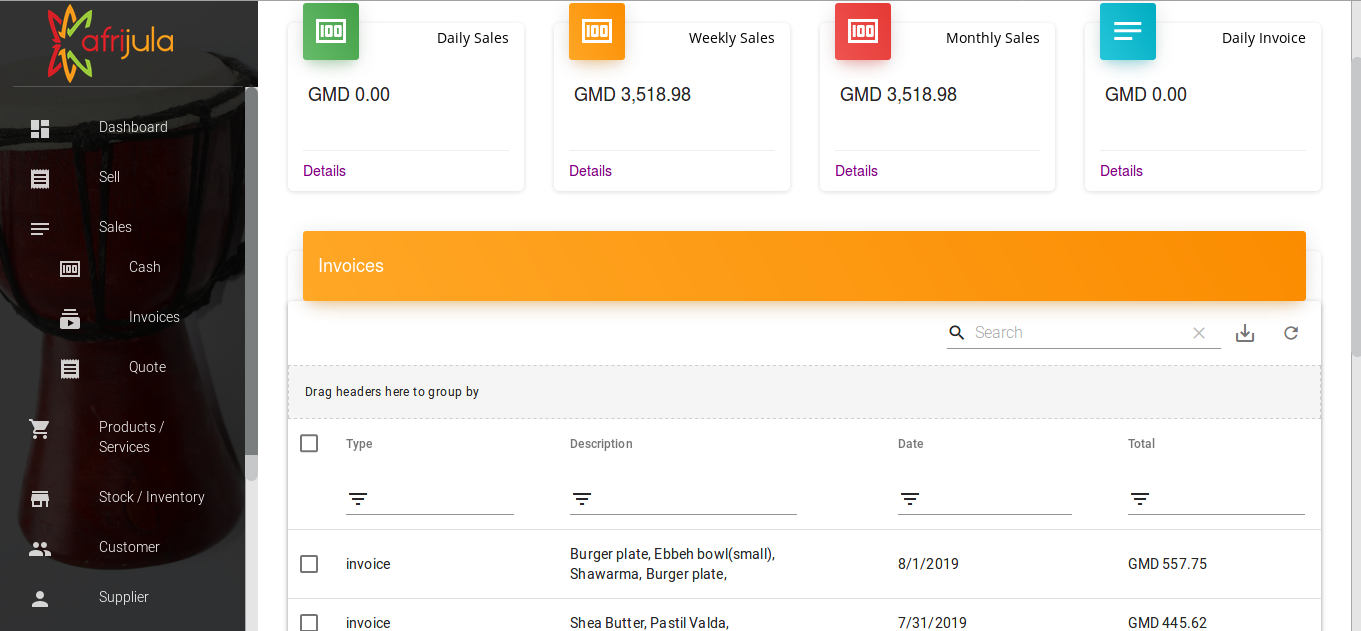 afrijula
Dashboard
Sell
Sales
Cash
Invoices
Quote
Products /
Services
Stock / Inventory
Customer
Supplier
100
Daily Sales
GMD 0.00
Details
100
Weekly Sales
GMD 3,518.98
Details
100
Monthly Sales
GMD 3,518.98
Details
Daily Invoice
GMD 0.00
Details
Invoices
Search
Drag headers here to group by
Type Description Date Total
invoice Burger plate, Ebbeh bowl(small), 8/1/2019 GMD 557.75
Shawarma, Burger plate,
invoice Shea Butter, Pastil Valda, 7/31/2019 GMD 445.62